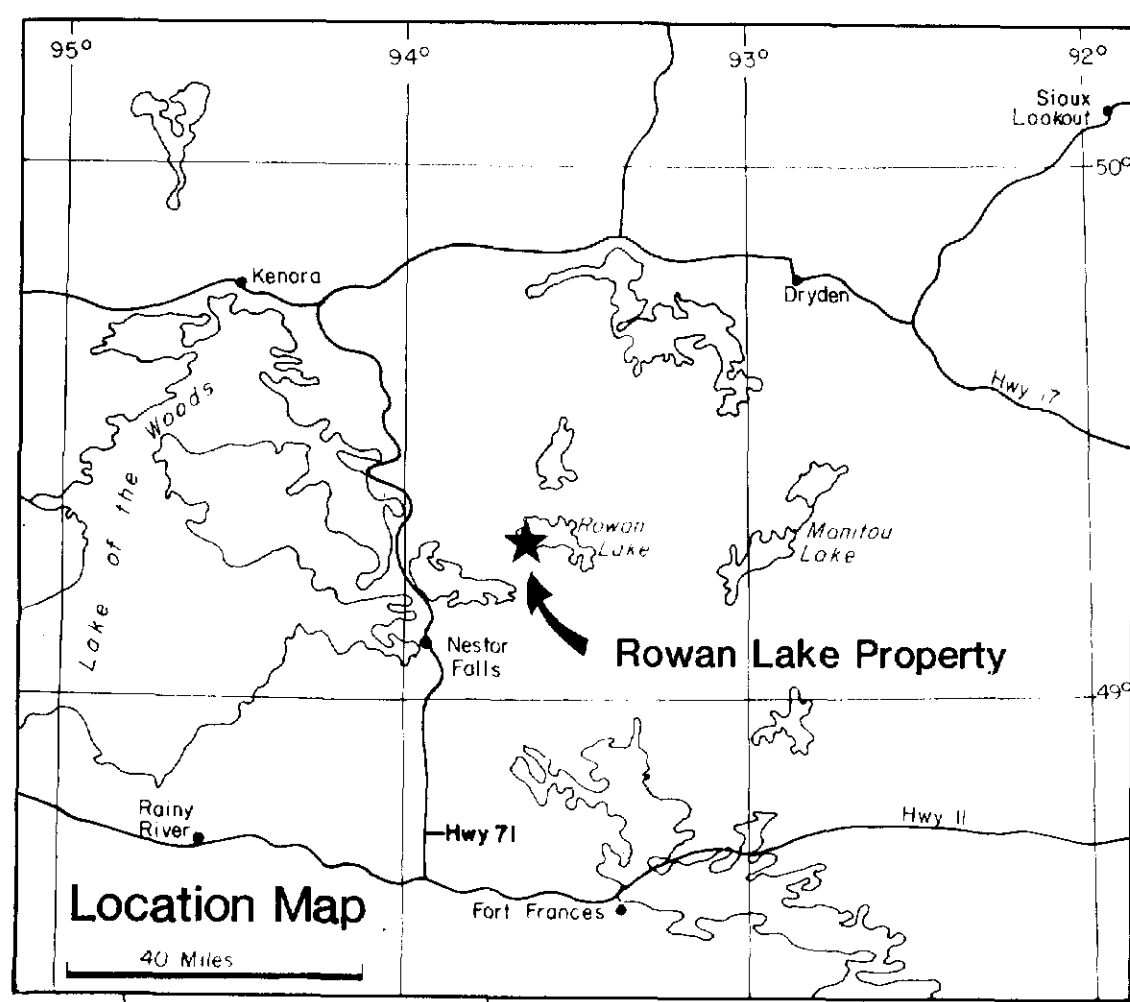 95°
94°
93°
92°
Sioux
Lookout
50°
Kenora
Dryden
Hwy 17
Lake of the Woods
Rowan
Lake
Manitou
Lake
Nestor
Falls
Rowan Lake Property
49°
Rainy
River
Hwy 71
Hwy 11
Location Map
Fort Frances
40 Miles